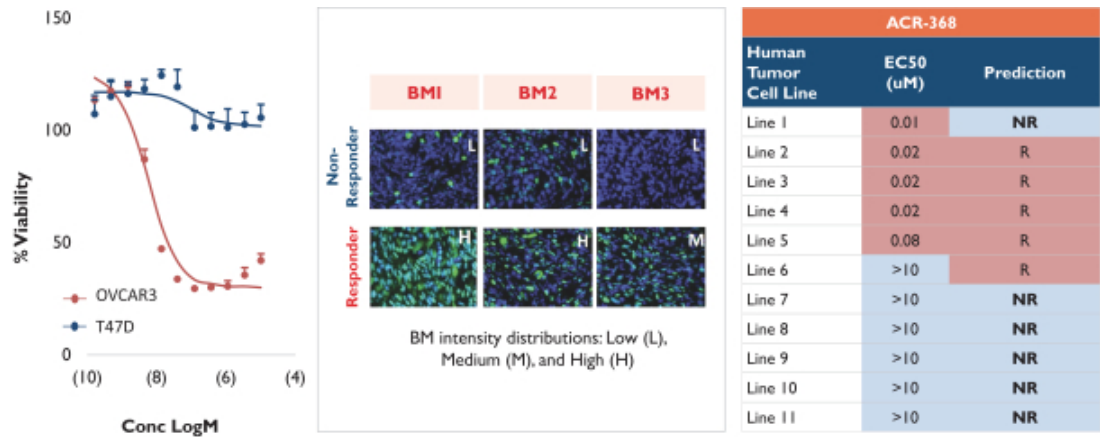 150
100
50
0
% Viability
OVCAR3
T47D
(10) (8) (6) (4)
Conc LogM
BM1 BM2 BM3
Non-
Responder
L L L
Responder
H H M
BM intensity distributions: Low (L),
Medium (M), and High (H)
ACR-368
Human
Tumor
Cell Line
EC50
(uM)
Prediction
Line 1 0.01 NR
Line 2 0.02 R
Line 3 0.02 R
Line 4 0.02 R
Line 5 0.08 R
Line 6 >10 R
Line 7 >10 NR
Line 8 >10 NR
Line 9 >10 NR
Line 10 >10 NR
Line 11 >10 NR